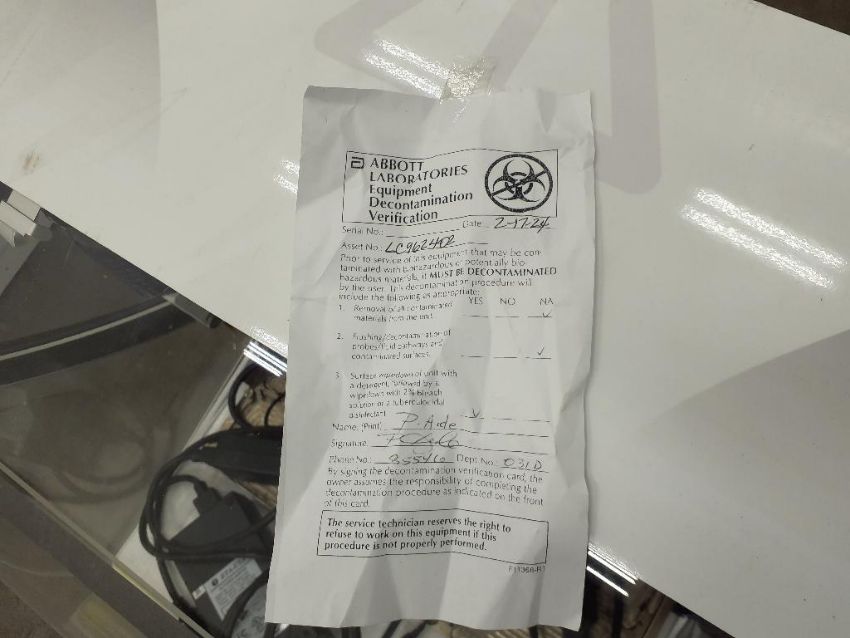 ABBOTT
LABORATORIES
Equipment
Decontamination
Verification
Serial No.: Date: 2-17-24
Asset No.: LC962402
Prior to service of this equipment that may be con-
taminated with biohazardous or potentially bio-
hazardous materials, it MUST BE DECONTAMINATED
by the user. This decontamination procedure will
include the following as appropriate:
YES NO NA
1. Removal of all contaminated
materials from the unit. ✓
2. Flushing/decontamination of
probes/fluid pathways and
contaminated surfaces. ✓
3. Surface wipedown of unit with
a detergent, followed by a
wipedown with 2% bleach
solution or a tuberculocidal
disinfectant. ✓
Name: (Print) P. Ade
Signature:
Phone No.: 855410 Dept No.: 031D
By signing the decontamination verification card, the
owner assumes the responsibility of completing the
decontamination procedure as indicated on the front
of this card.
The service technician reserves the right to
refuse to work on this equipment if this
procedure is not properly performed.